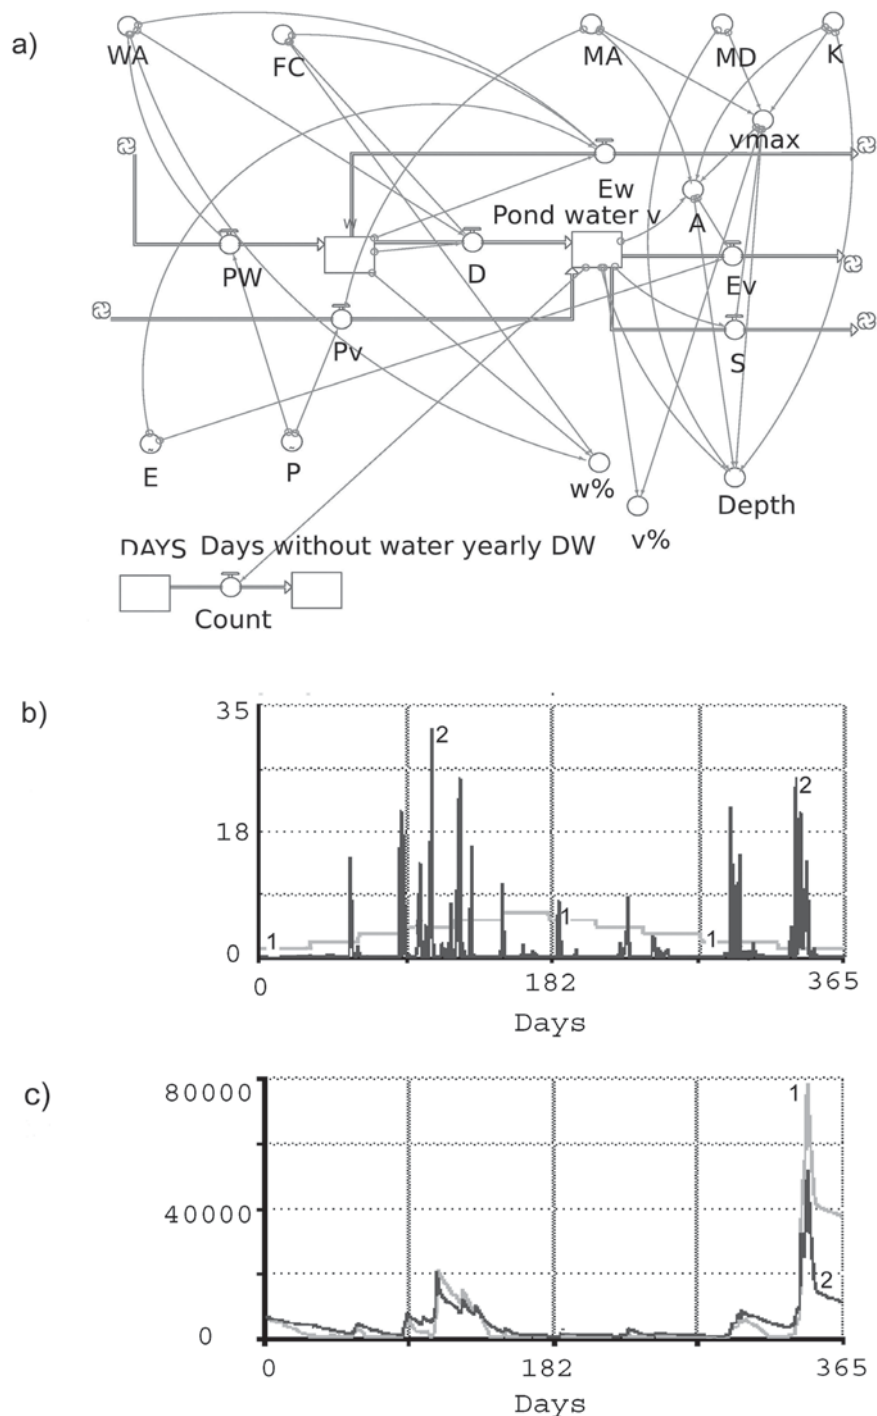 a)
WA
FC
MA
MD
K
vmax
Ew
w
Pond water v
A
PW
D
Ev
Pv
S
E
P
w%
Depth
v%
DAYS Days without water yearly DW
Count
b)
35
2
2
18
1
1
1
0
0
182
365
Days
c)
80000
1
40000
2
0
0
182
365
Days